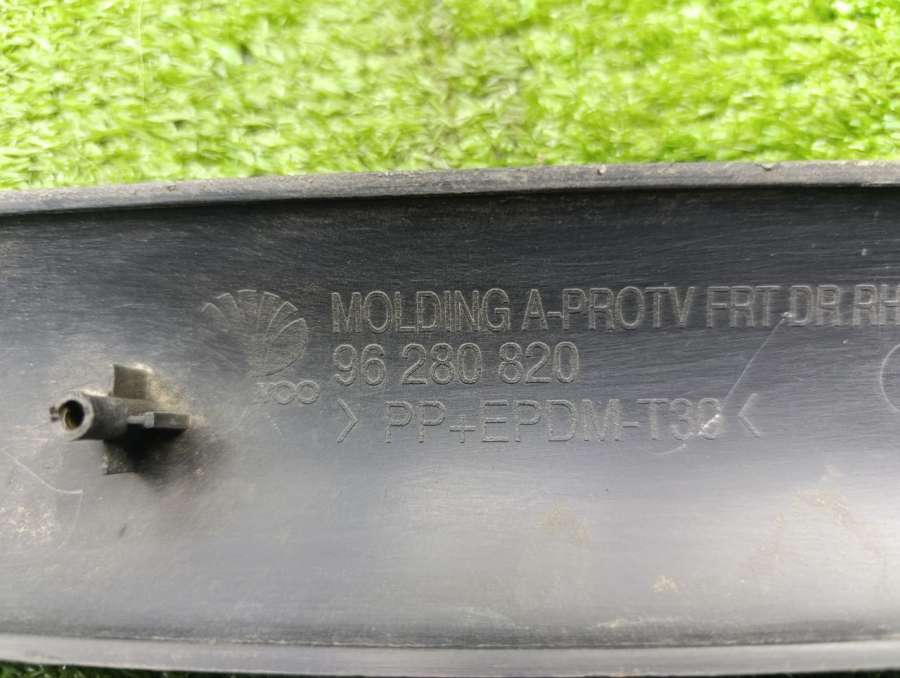 MOLDING A-PROTV FRT DR.RH
96 280 820
> PP+EPDM-T30 <